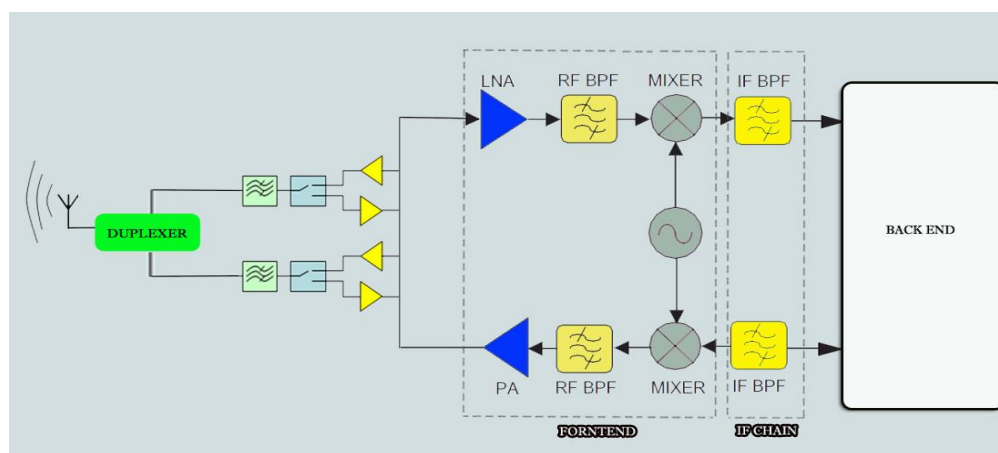 LNA
RF BPF
MIXER
IF BPF
DUPLEXER
BACK END
PA
RF BPF
MIXER
IF BPF
FORNTEND
IF CHAIN